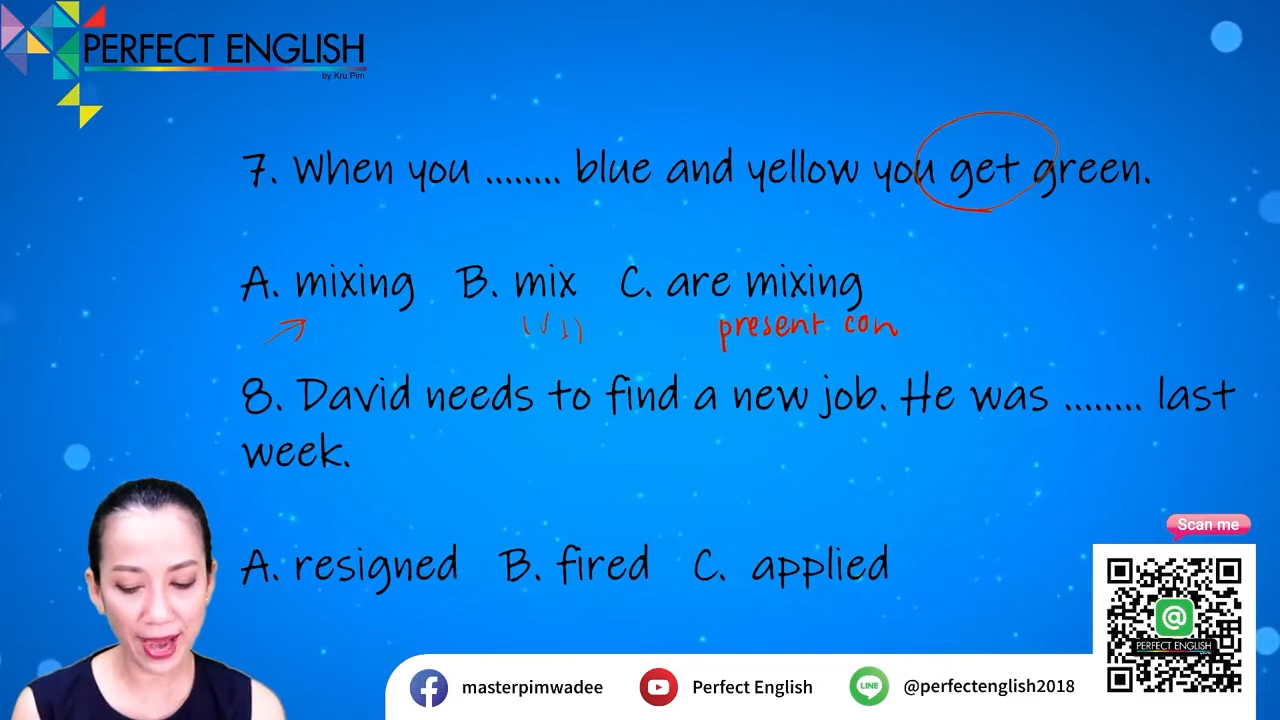 PERFECT ENGLISH
by Kru Pim
7. When you ........ blue and yellow you get green.
A. mixing B. mix C. are mixing
(V1) present con
8. David needs to find a new job. He was ........ last
week.
A. resigned B. fired C. applied
Scan me
PERFECT ENGLISH
masterpimwadee Perfect English LINE @perfectenglish2018